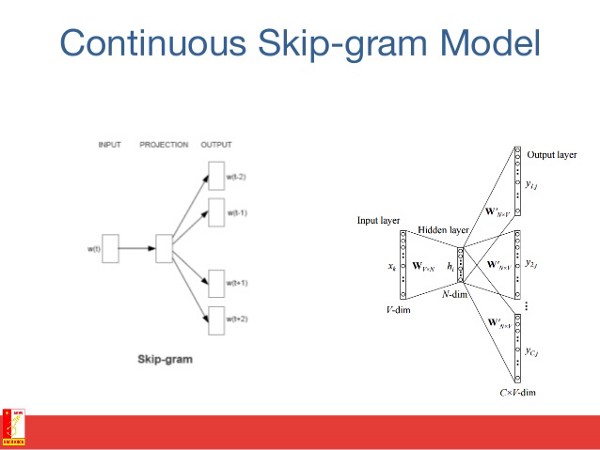 Continuous Skip-gram Model
INPUT PROJECTION OUTPUT
w(t-2)
w(t-1)
w(t)
w(t+1)
w(t+2)
Skip-gram
Output layer
y1,j
W'N×V
Input layer
Hidden layer
xk WV×N hi W'N×V y2,j
N-dim
V-dim
W'N×V
yC,j
C×V-dim